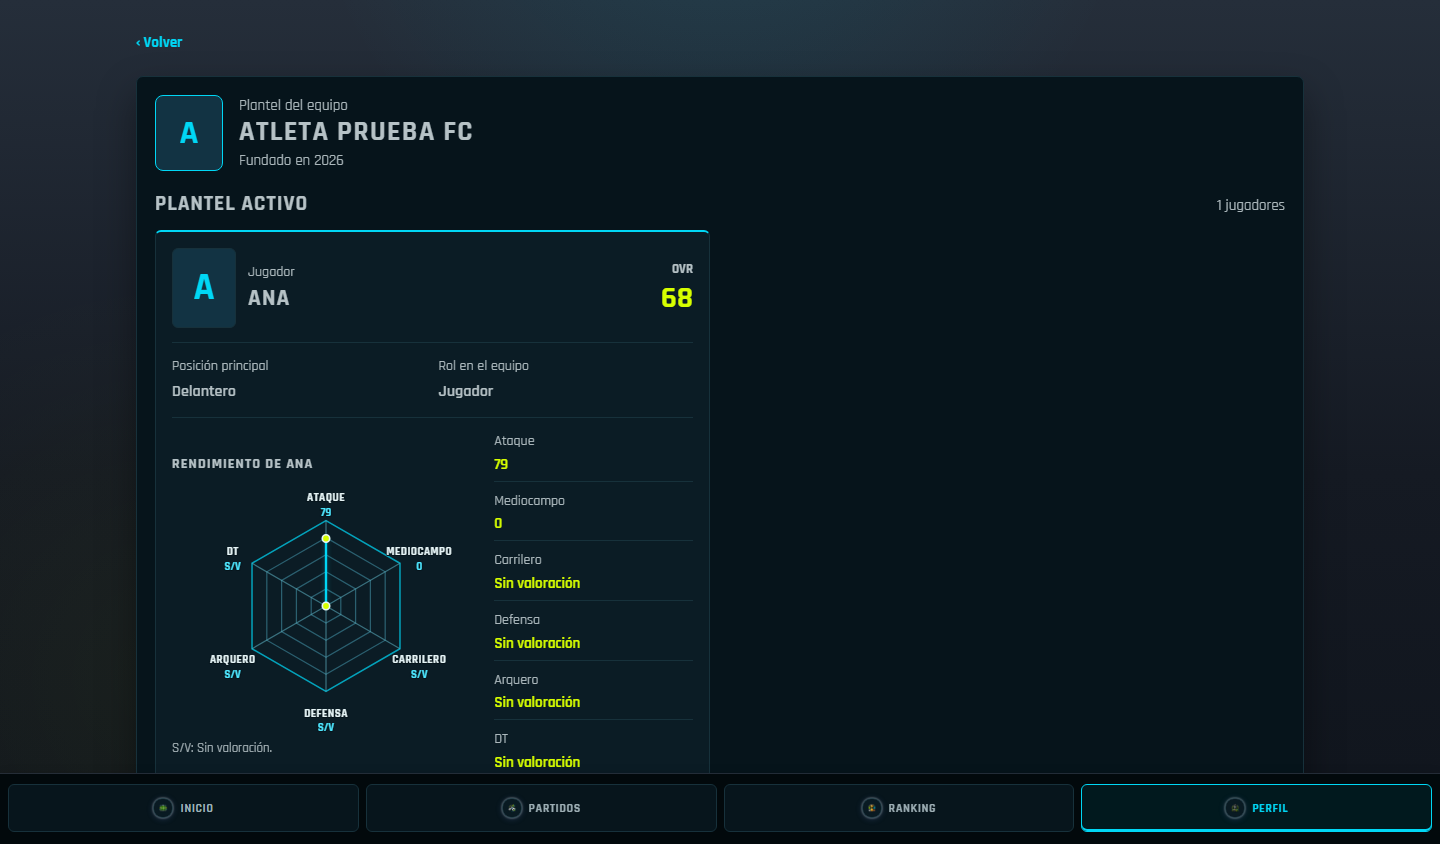 ‹ Volver
A
Plantel del equipo
ATLETA PRUEBA FC
Fundado en 2026
PLANTEL ACTIVO
1 jugadores
A
Jugador
ANA
OVR
68
Posición principal
Delantero
Rol en el equipo
Jugador
RENDIMIENTO DE ANA
ATAQUE
79
DT
S/V
MEDIOCAMPO
0
ARQUERO
S/V
CARRILERO
S/V
DEFENSA
S/V
S/V: Sin valoración.
Ataque
79
Mediocampo
0
Carrilero
Sin valoración
Defensa
Sin valoración
Arquero
Sin valoración
DT
Sin valoración
INICIO
PARTIDOS
RANKING
PERFIL